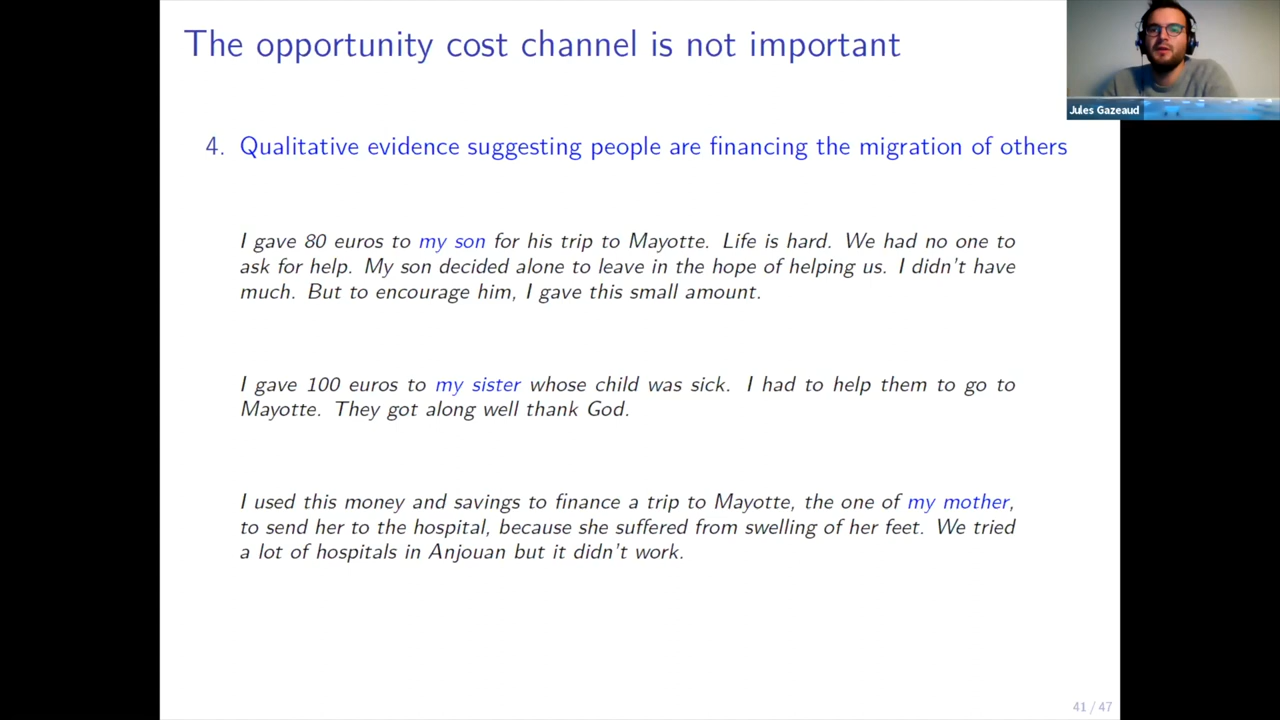 The opportunity cost channel is not important
Jules Gazeaud
4. Qualitative evidence suggesting people are financing the migration of others
I gave 80 euros to my son for his trip to Mayotte. Life is hard. We had no one to
ask for help. My son decided alone to leave in the hope of helping us. I didn't have
much. But to encourage him, I gave this small amount.
I gave 100 euros to my sister whose child was sick. I had to help them to go to
Mayotte. They got along well thank God.
I used this money and savings to finance a trip to Mayotte, the one of my mother,
to send her to the hospital, because she suffered from swelling of her feet. We tried
a lot of hospitals in Anjouan but it didn't work.
41 / 47